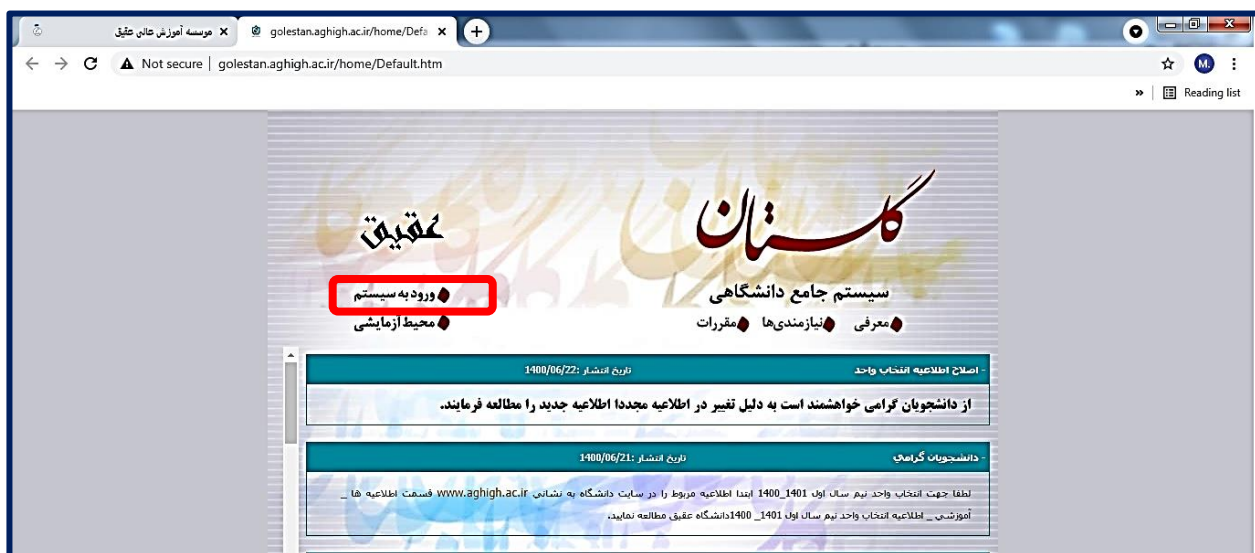 موسسه آموزش عالی عقیق
golestan.aghigh.ac.ir/home/Defa
Not secure | golestan.aghigh.ac.ir/home/Default.htm
M.
Reading list
گلستان
عقیق
سیستم جامع دانشگاهی
ورود به سیستم
معرفی نیازمندی‌ها مقررات
محیط آزمایشی
- اصلاح اطلاعیه انتخاب واحد تاریخ انتشار :1400/06/22
از دانشجویان گرامی خواهشمند است به دلیل تغییر در اطلاعیه مجددا اطلاعیه جدید را مطالعه فرمایند.
- دانشجویان گرامي تاریخ انتشار :1400/06/21
لطفا جهت انتخاب واحد نیم سال اول 1401_1400 ابتدا اطلاعیه مربوط را در سایت دانشگاه به نشانی www.aghigh.ac.ir قسمت اطلاعیه ها _
آموزشی _ اطلاعیه انتخاب واحد نیم سال اول 1401_ 1400دانشگاه عقیق مطالعه نمایید.